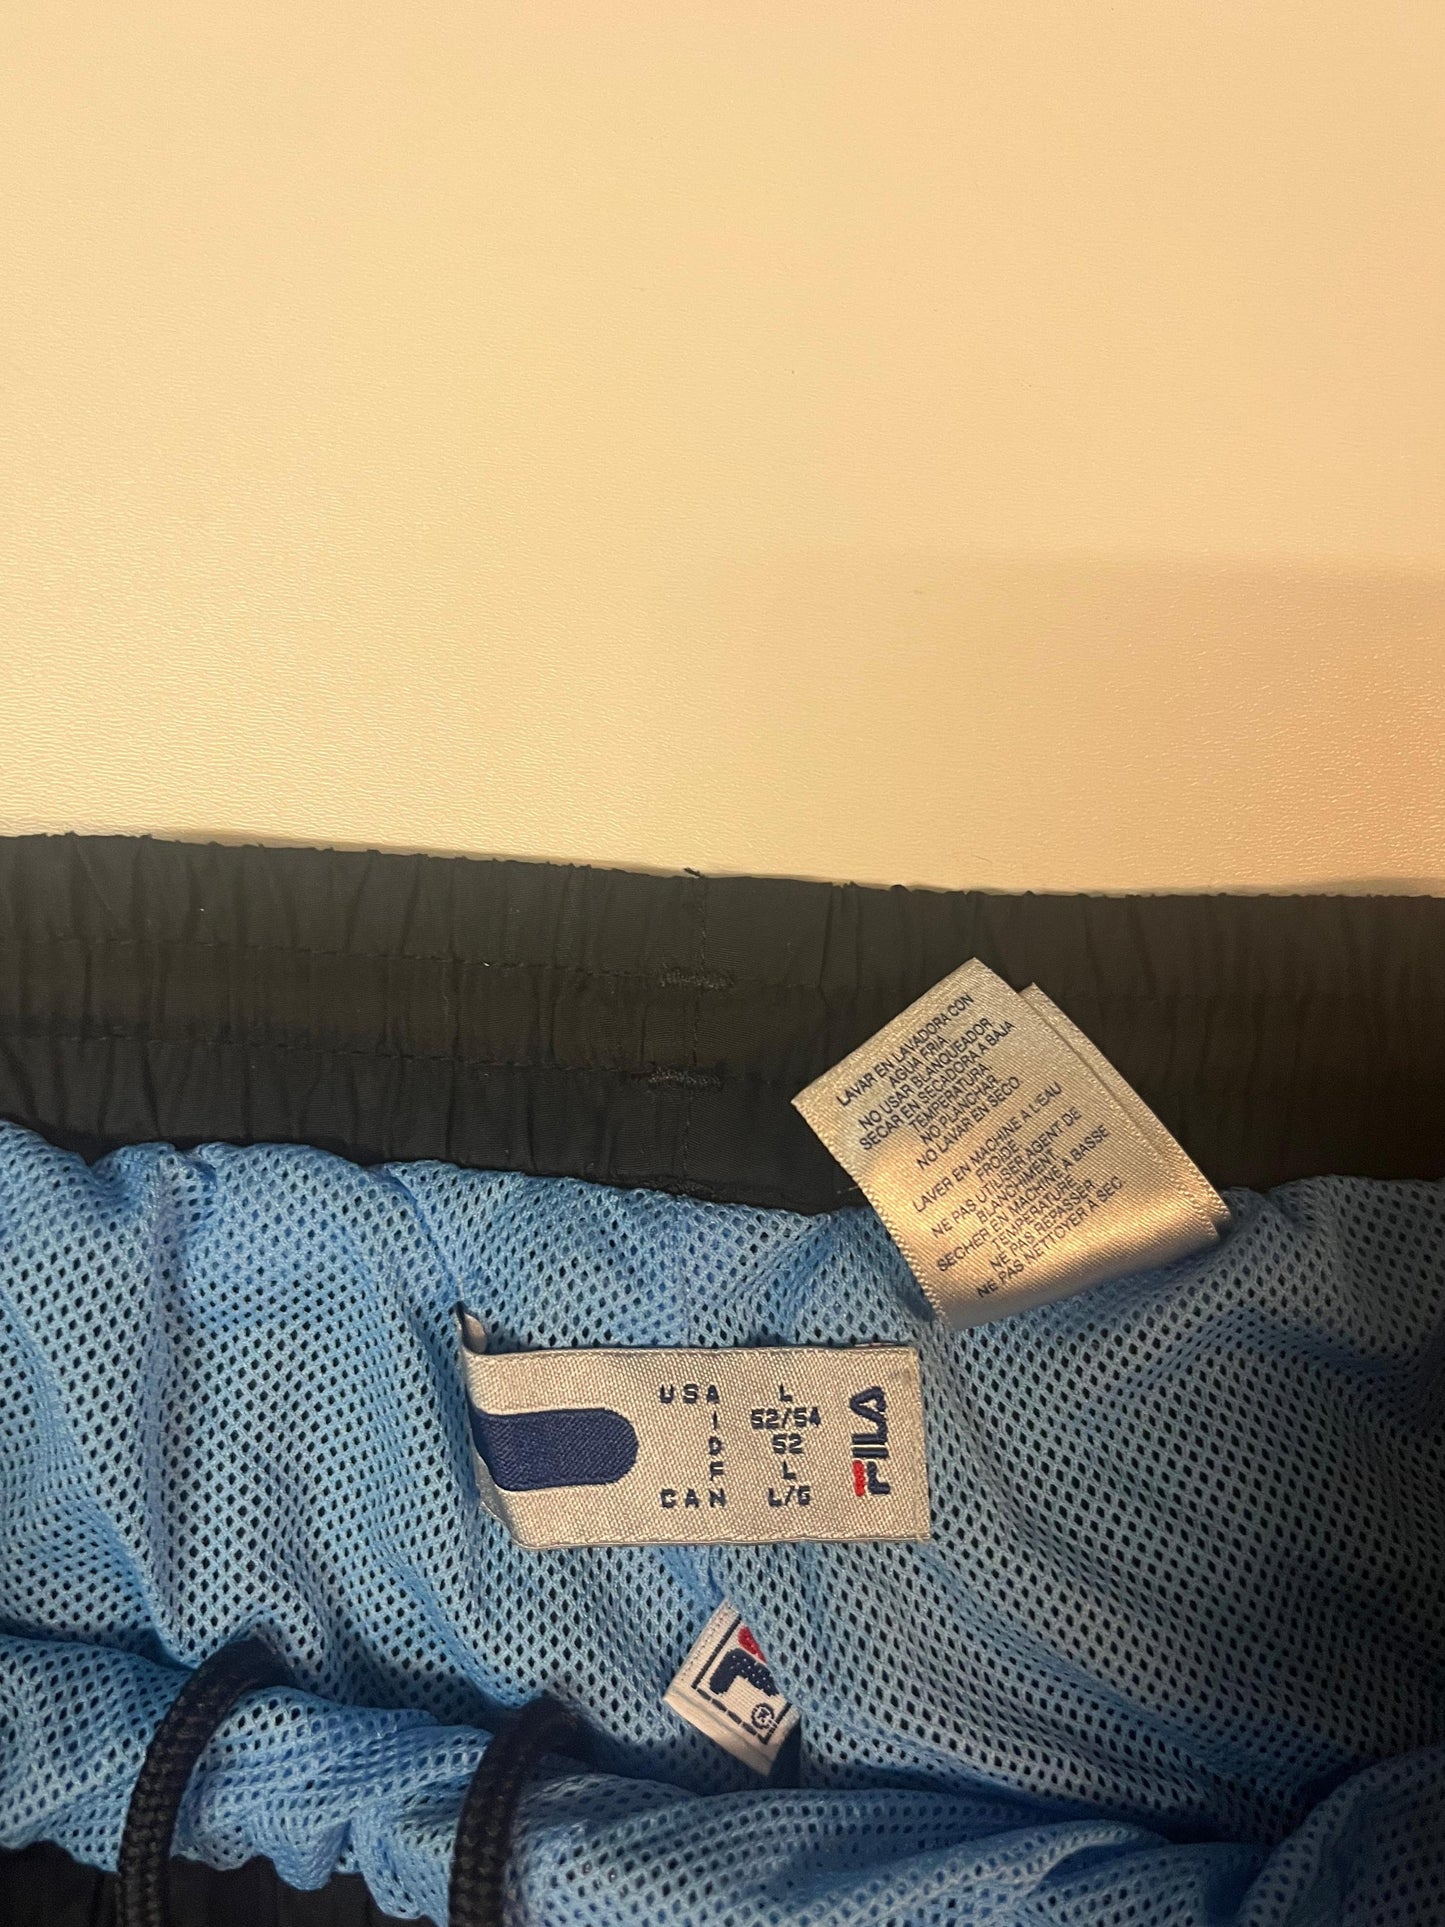 LAVAR EN LAVADORA CON
AGUA FRIA
NO USAR BLANQUEADOR,
SECAR EN SECADORA A BAJA
TEMPERATURA.
NO PLANCHAR
NO LAVAR EN SECO
LAVER EN MACHINE À L'EAU
FROIDE
NE PAS UTILISER AGENT DE
BLANCHIMENT
SECHER EN MACHINE A BASSE
TEMPERATURE
NE PAS REPASSER
NE PAS NETTOYER A SEC
USA L
I 52/54
D 52
F L
CAN L/G
FILA
®